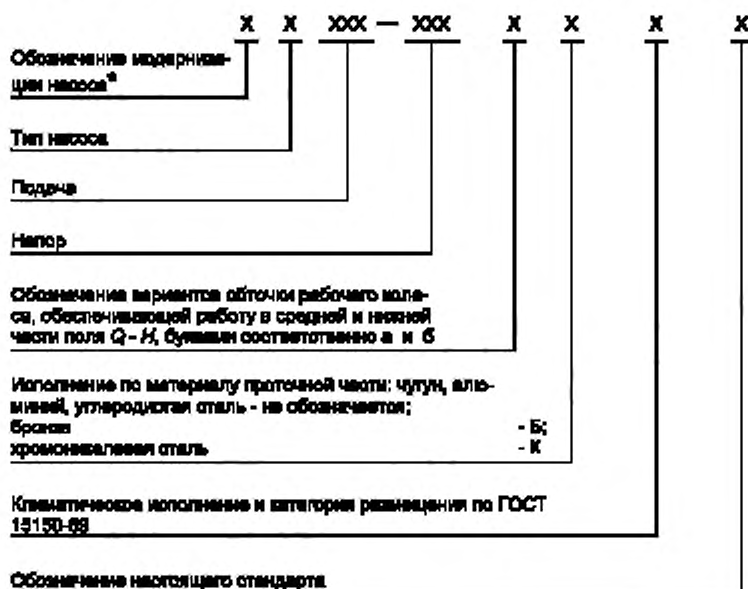 X X XXX — XXX X X X X
Обозначение модерниза-
ции насоса*
Тип насоса
Подача
Напор
Обозначение вариантов обточки рабочего коле-
са, обеспечивающей работу в средней и нижней
части поля Q - H, буквами соответственно а и б
Исполнение по материалу проточной части: чугун, алю-
миний, углеродистая сталь - не обозначается;
бронза - Б;
хромоникелевая сталь - К
Климатическое исполнение и категория размещения по ГОСТ
15150-69
Обозначение настоящего стандарта